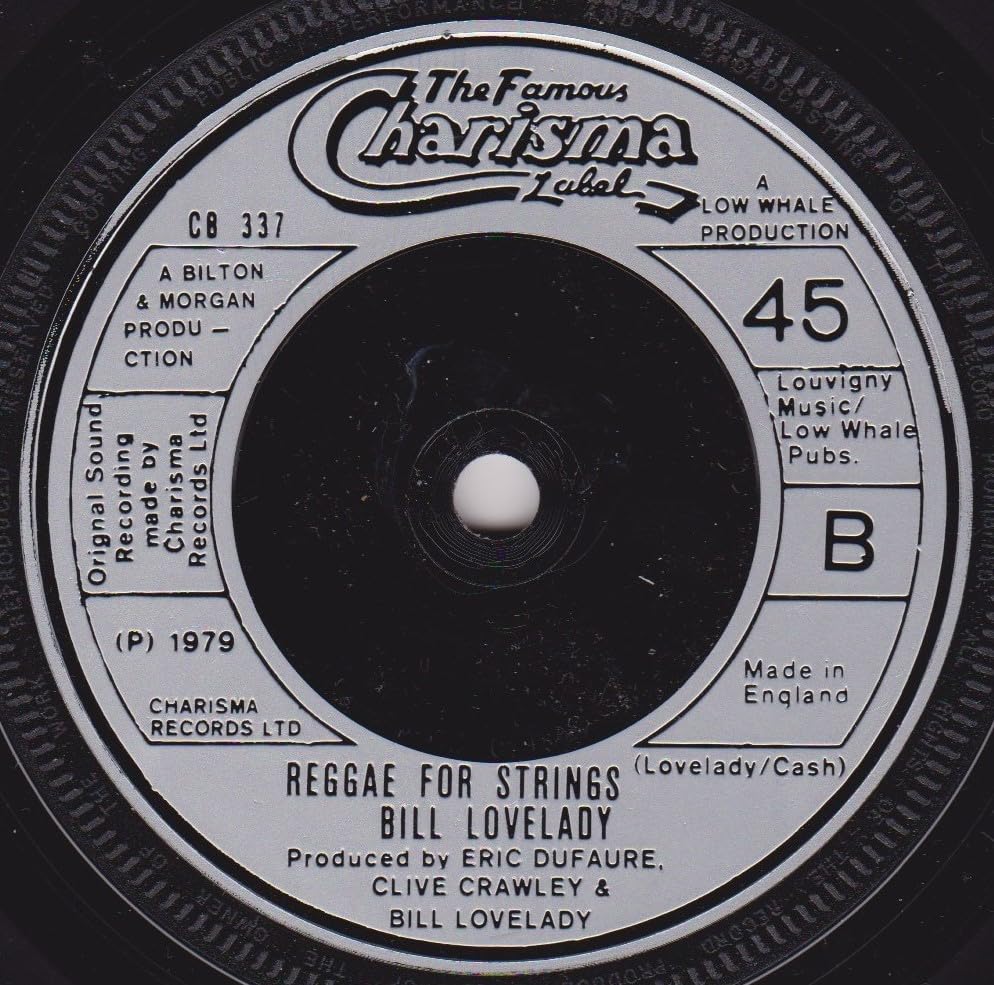 The Famous
Charisma
Label
CB 337
A
LOW WHALE
PRODUCTION
A BILTON
& MORGAN
PRODU –
CTION
45
Louvigny
Music/
Low Whale
Pubs.
Orignal Sound
Recording
made by
Charisma
Records Ltd
B
(P) 1979
Made in
England
CHARISMA
RECORDS LTD
REGGAE FOR STRINGS (Lovelady/Cash)
BILL LOVELADY
Produced by ERIC DUFAURE,
CLIVE CRAWLEY &
BILL LOVELADY